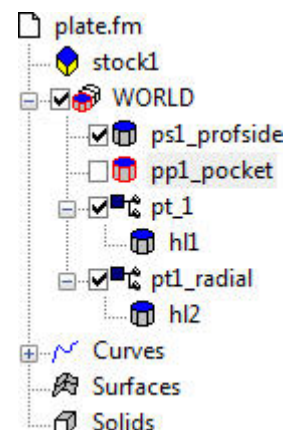 plate.fm
stock1
WORLD
ps1_profside
pp1_pocket
pt_1
hl1
pt1_radial
hl2
Curves
Surfaces
Solids